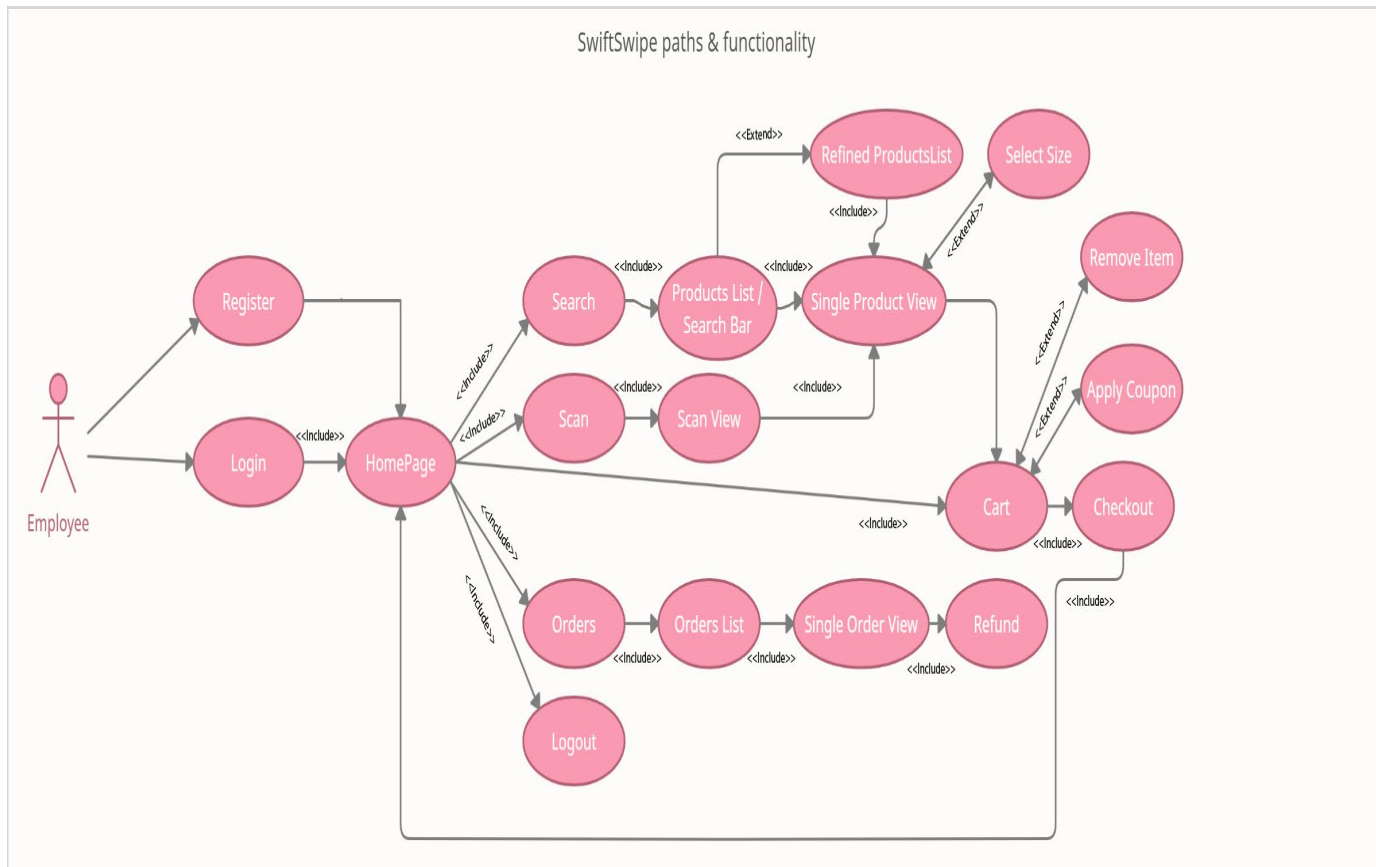 SwiftSwipe paths & functionality
<<Extend>>
Refined ProductsList
Select Size
<<Include>>
<<Extend>>
Remove Item
Register
Search
<<Include>>
Products List /
Search Bar
<<Include>>
Single Product View
<<Extend>>
<<Include>>
<<Include>>
Scan
<<Include>>
Scan View
<<Include>>
<<Extend>>
Apply Coupon
Employee
Login
<<Include>>
HomePage
<<Include>>
Cart
<<Include>>
Checkout
<<Include>>
<<Include>>
<<Include>>
Orders
<<Include>>
Orders List
<<Include>>
Single Order View
<<Include>>
Refund
Logout